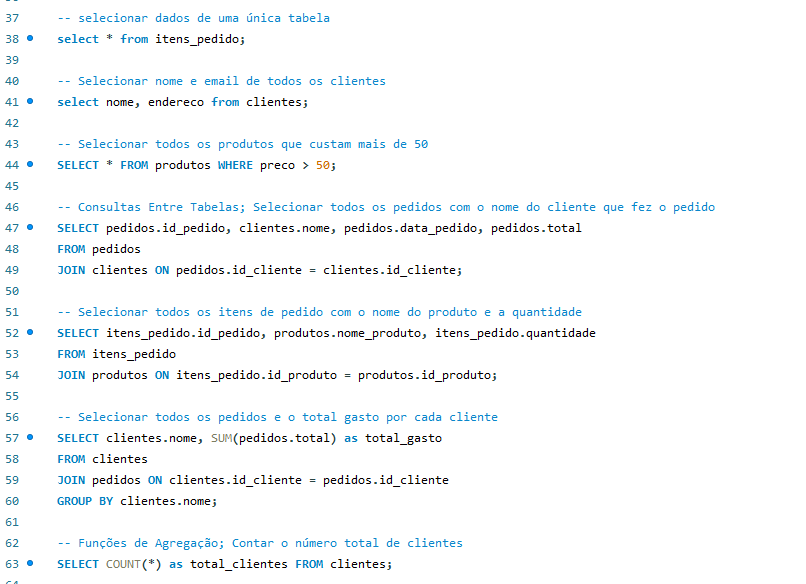 37 -- selecionar dados de uma única tabela
38 select * from itens_pedido;
39
40 -- Selecionar nome e email de todos os clientes
41 select nome, endereco from clientes;
42
43 -- Selecionar todos os produtos que custam mais de 50
44 SELECT * FROM produtos WHERE preco > 50;
45
46 -- Consultas Entre Tabelas; Selecionar todos os pedidos com o nome do cliente que fez o pedido
47 SELECT pedidos.id_pedido, clientes.nome, pedidos.data_pedido, pedidos.total
48 FROM pedidos
49 JOIN clientes ON pedidos.id_cliente = clientes.id_cliente;
50
51 -- Selecionar todos os itens de pedido com o nome do produto e a quantidade
52 SELECT itens_pedido.id_pedido, produtos.nome_produto, itens_pedido.quantidade
53 FROM itens_pedido
54 JOIN produtos ON itens_pedido.id_produto = produtos.id_produto;
55
56 -- Selecionar todos os pedidos e o total gasto por cada cliente
57 SELECT clientes.nome, SUM(pedidos.total) as total_gasto
58 FROM clientes
59 JOIN pedidos ON clientes.id_cliente = pedidos.id_cliente
60 GROUP BY clientes.nome;
61
62 -- Funções de Agregação; Contar o número total de clientes
63 SELECT COUNT(*) as total_clientes FROM clientes;